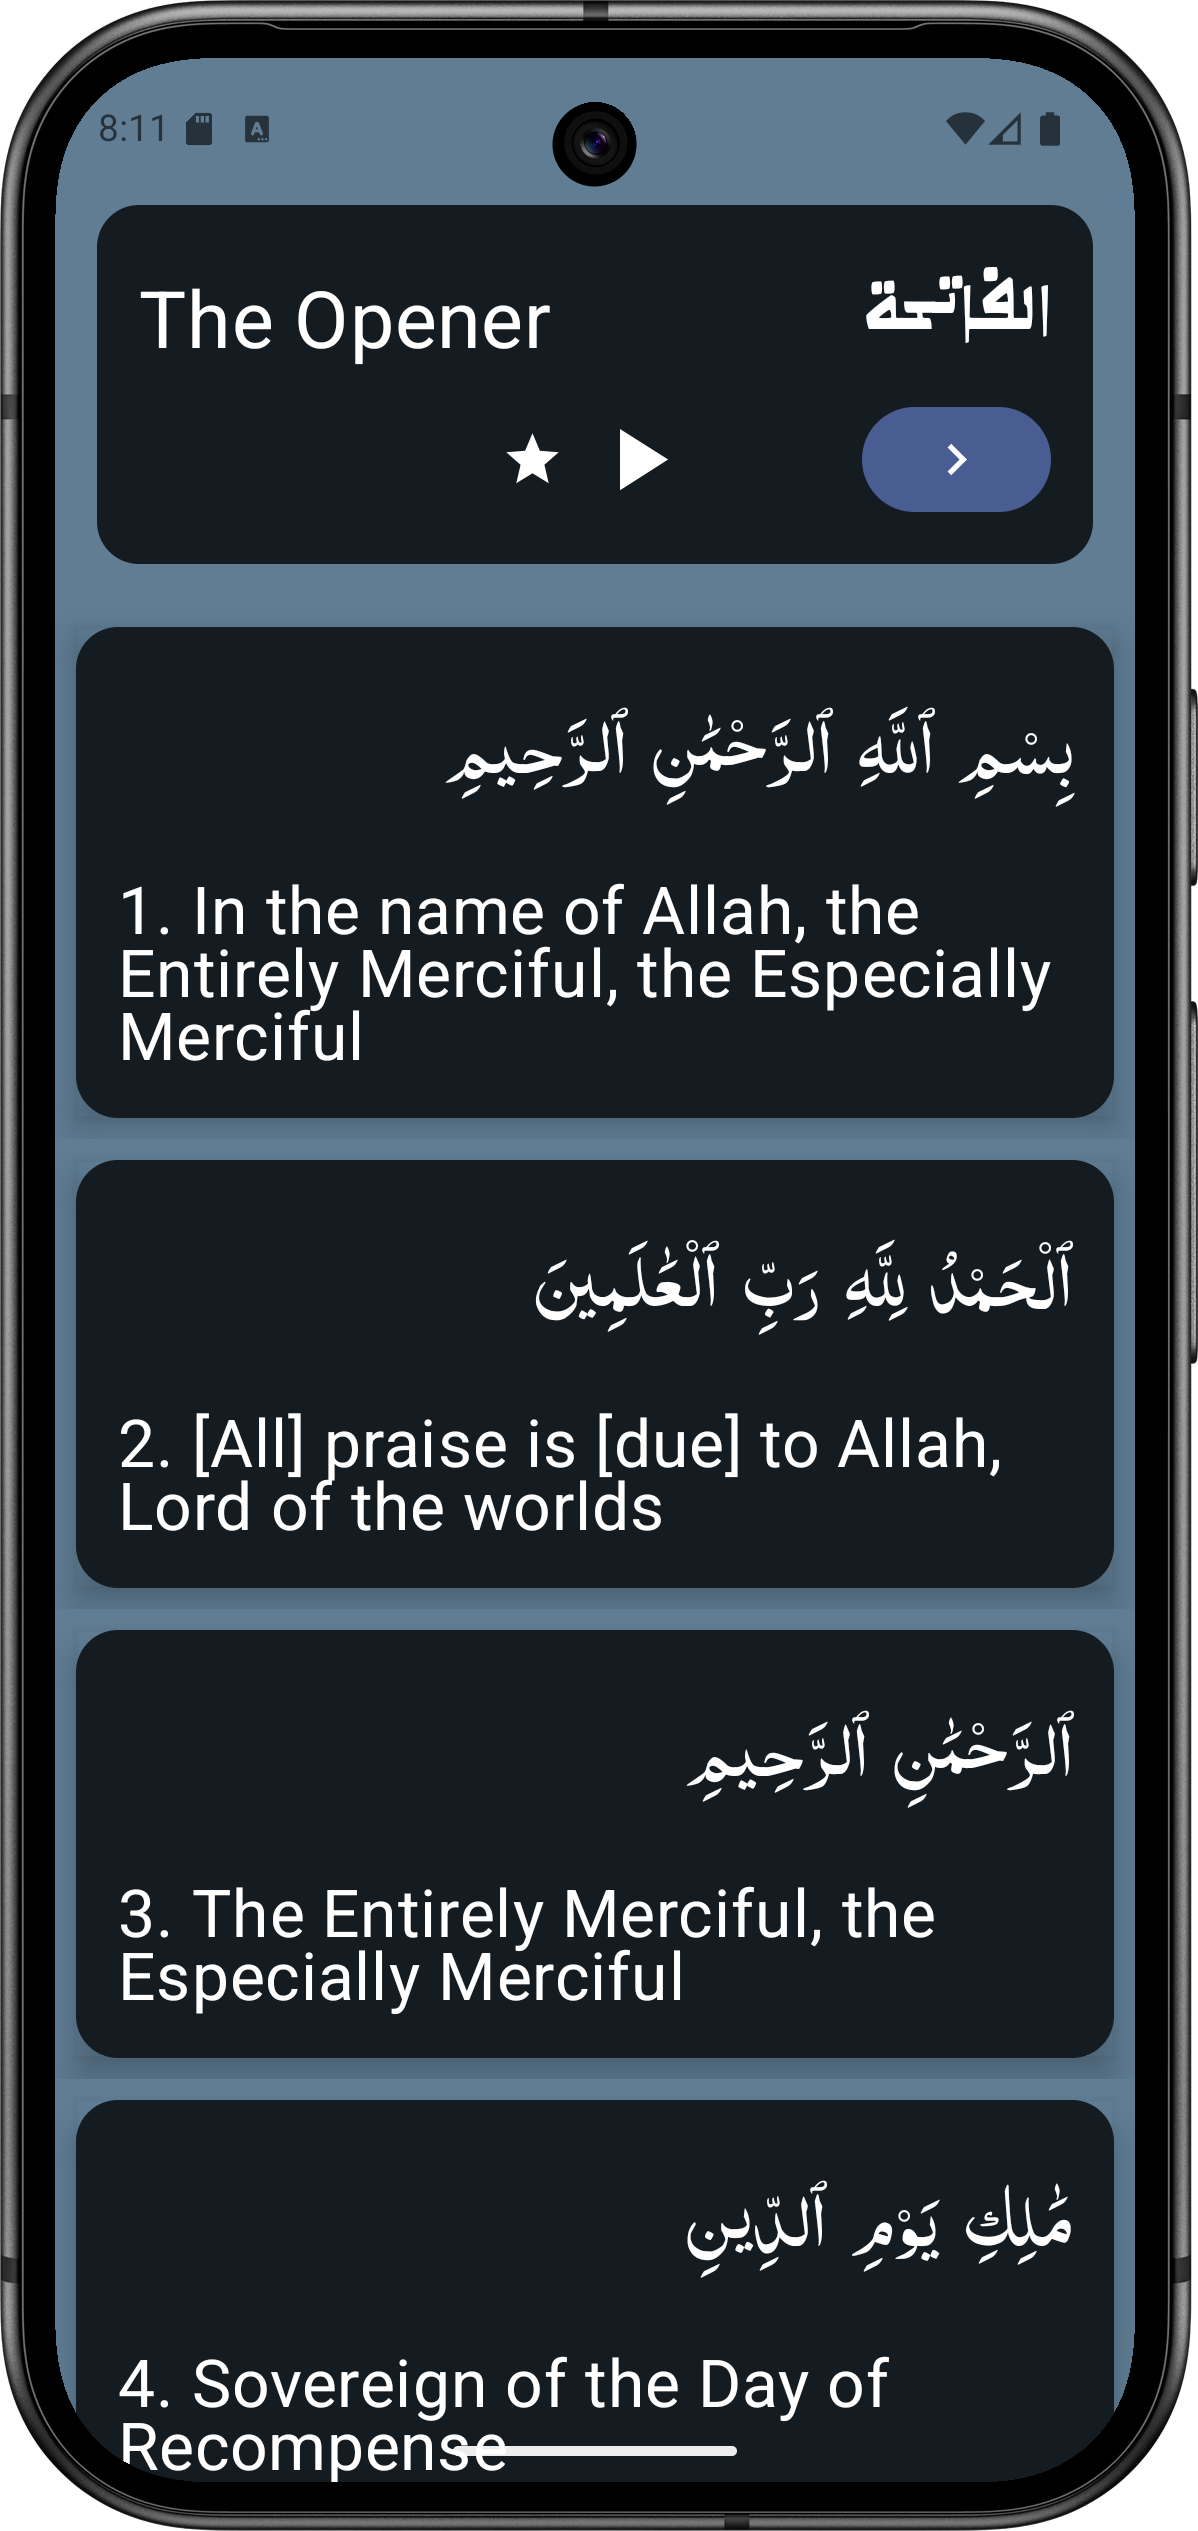 8:11
The Opener
الفاتحة
بِسْمِ ٱللَّهِ ٱلرَّحْمَٰنِ ٱلرَّحِيمِ
1. In the name of Allah, the
Entirely Merciful, the Especially
Merciful
ٱلْحَمْدُ لِلَّهِ رَبِّ ٱلْعَٰلَمِينَ
2. [All] praise is [due] to Allah,
Lord of the worlds
ٱلرَّحْمَٰنِ ٱلرَّحِيمِ
3. The Entirely Merciful, the
Especially Merciful
مَٰلِكِ يَوْمِ ٱلدِّينِ
4. Sovereign of the Day of
Recompense